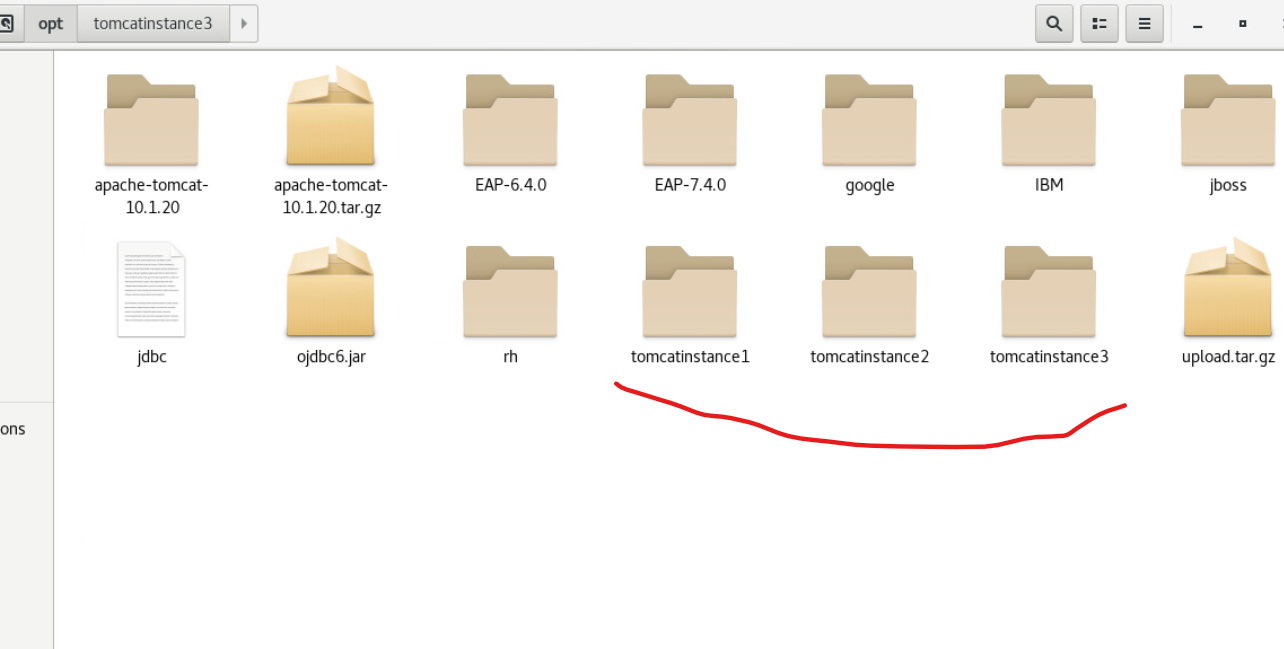 opt tomcatinstance3
apache-tomcat-
10.1.20
apache-tomcat-
10.1.20.tar.gz
EAP-6.4.0
EAP-7.4.0
google
IBM
jboss
jdbc
ojdbc6.jar
rh
tomcatinstance1
tomcatinstance2
tomcatinstance3
upload.tar.gz
ons